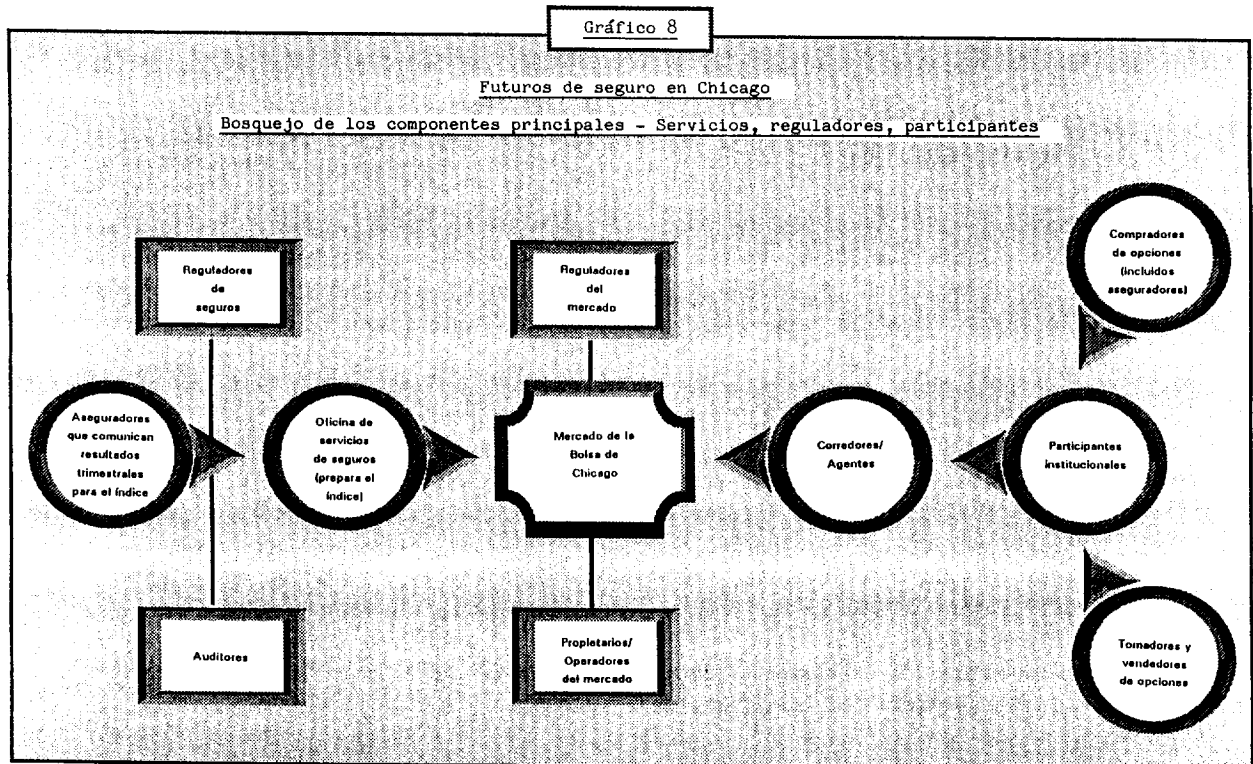 Gráfico 8
Futuros de seguro en Chicago
Bosquejo de los componentes principales - Servicios, reguladores, participantes
Reguladores
de
seguros
Reguladores
del
mercado
Compradores
de opciones
(incluidos
aseguradores)
Aseguradores
que comunican
resultados
trimestrales
para el índice
Oficina de
servicios
de seguros
(prepara el
índice)
Mercado de la
Bolsa de
Chicago
Corredores/
Agentes
Participantes
institucionales
Auditores
Propietarios/
Operadores
del mercado
Tomadores y
vendedores
de opciones